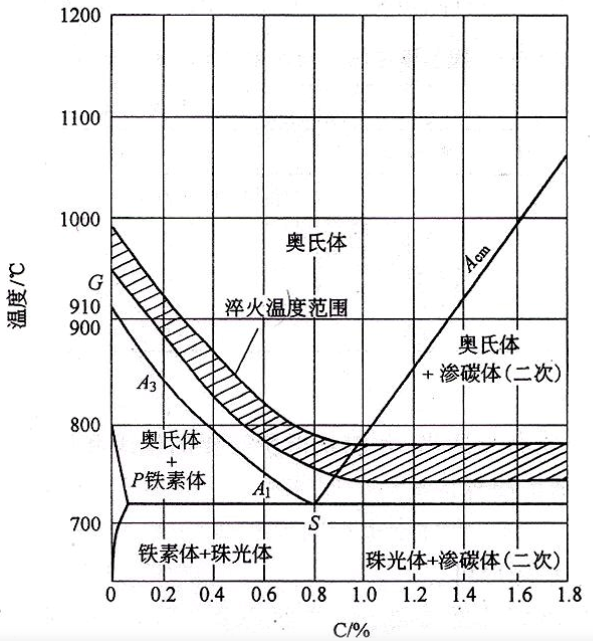 1200
1100
1000
G
910
900
800
700
温度/℃
奥氏体
Acm
淬火温度范围
奥氏体
+渗碳体(二次)
A3
奥氏体
+
P铁素体
A1
S
铁素体+珠光体
珠光体+渗碳体(二次)
0 0.2 0.4 0.6 0.8 1.0 1.2 1.4 1.6 1.8
C/%